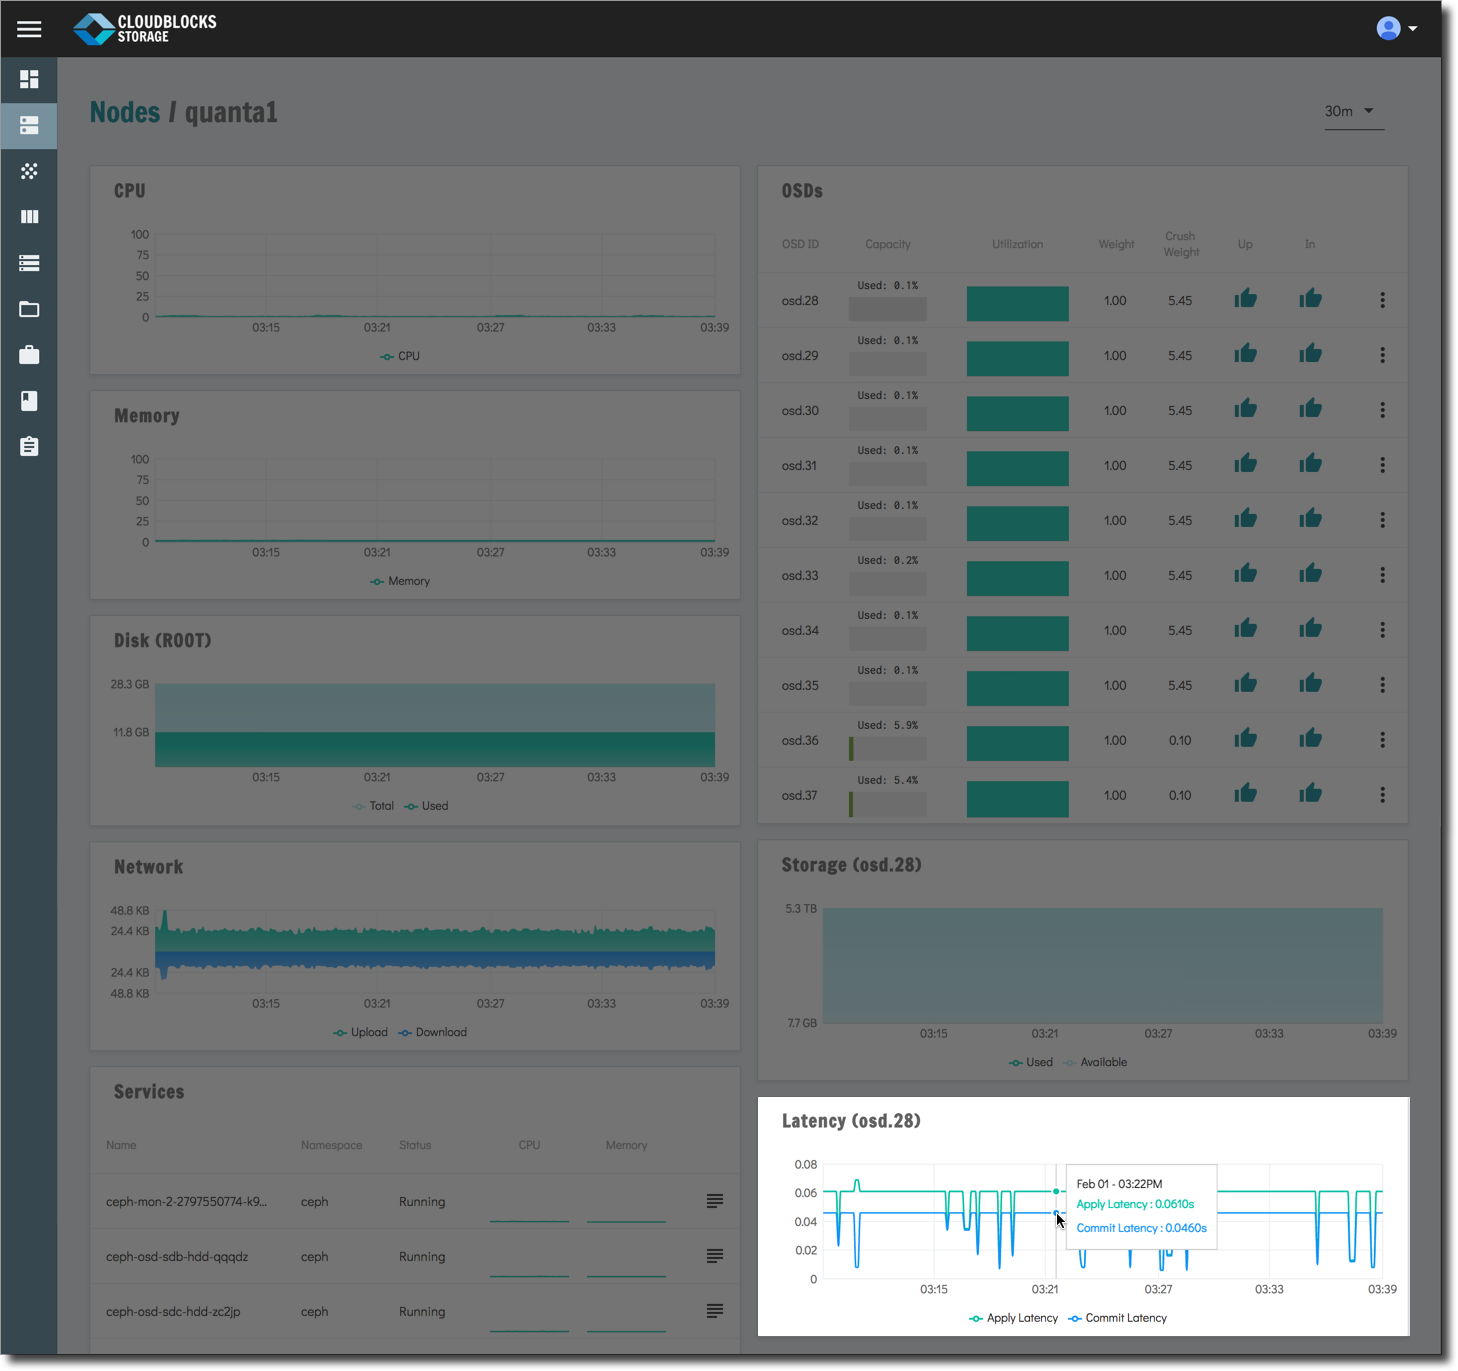 CLOUDBLOCKS
STORAGE
Nodes / quanta1
30m
CPU
100
75
50
25
0
03:15 03:21 03:27 03:33 03:39
CPU
Memory
100
75
50
25
0
03:15 03:21 03:27 03:33 03:39
Memory
Disk (ROOT)
28.3 GB
11.8 GB
03:15 03:21 03:27 03:33 03:39
Total Used
Network
48.8 KB
24.4 KB
24.4 KB
48.8 KB
03:15 03:21 03:27 03:33 03:39
Upload Download
Services
Name Namespace Status CPU Memory
ceph-mon-2-2797550774-k9... ceph Running
ceph-osd-sdb-hdd-qqqdz ceph Running
ceph-osd-sdc-hdd-zc2jp ceph Running
OSDs
OSD ID Capacity Utilization Weight Crush Weight Up In
osd.28 Used: 0.1% 1.00 5.45
osd.29 Used: 0.1% 1.00 5.45
osd.30 Used: 0.1% 1.00 5.45
osd.31 Used: 0.1% 1.00 5.45
osd.32 Used: 0.1% 1.00 5.45
osd.33 Used: 0.2% 1.00 5.45
osd.34 Used: 0.1% 1.00 5.45
osd.35 Used: 0.1% 1.00 5.45
osd.36 Used: 5.9% 1.00 0.10
osd.37 Used: 5.4% 1.00 0.10
Storage (osd.28)
5.3 TB
7.7 GB
03:15 03:21 03:27 03:33 03:39
Used Available
Latency (osd.28)
0.08
0.06
0.04
0.02
0
Feb 01 - 03:22PM
Apply Latency : 0.0610s
Commit Latency : 0.0460s
03:15 03:21 03:27 03:33 03:39
Apply Latency Commit Latency